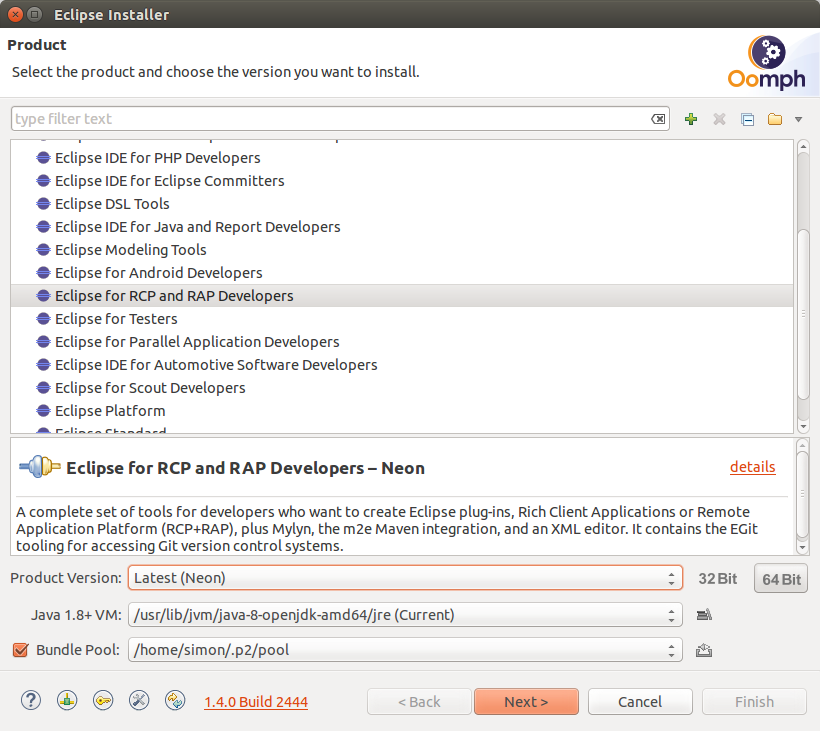 Eclipse Installer
Product
Select the product and choose the version you want to install.
Oomph
type filter text
Eclipse IDE for PHP Developers
Eclipse IDE for Eclipse Committers
Eclipse DSL Tools
Eclipse IDE for Java and Report Developers
Eclipse Modeling Tools
Eclipse for Android Developers
Eclipse for RCP and RAP Developers
Eclipse for Testers
Eclipse for Parallel Application Developers
Eclipse IDE for Automotive Software Developers
Eclipse for Scout Developers
Eclipse Platform
Eclipse Standard
Eclipse for RCP and RAP Developers – Neon
details
A complete set of tools for developers who want to create Eclipse plug-ins, Rich Client Applications or Remote
Application Platform (RCP+RAP), plus Mylyn, the m2e Maven integration, and an XML editor. It contains the EGit
tooling for accessing Git version control systems.
Product Version: Latest (Neon) 32 Bit 64 Bit
Java 1.8+ VM: /usr/lib/jvm/java-8-openjdk-amd64/jre (Current)
Bundle Pool: /home/simon/.p2/pool
1.4.0 Build 2444 < Back Next > Cancel Finish